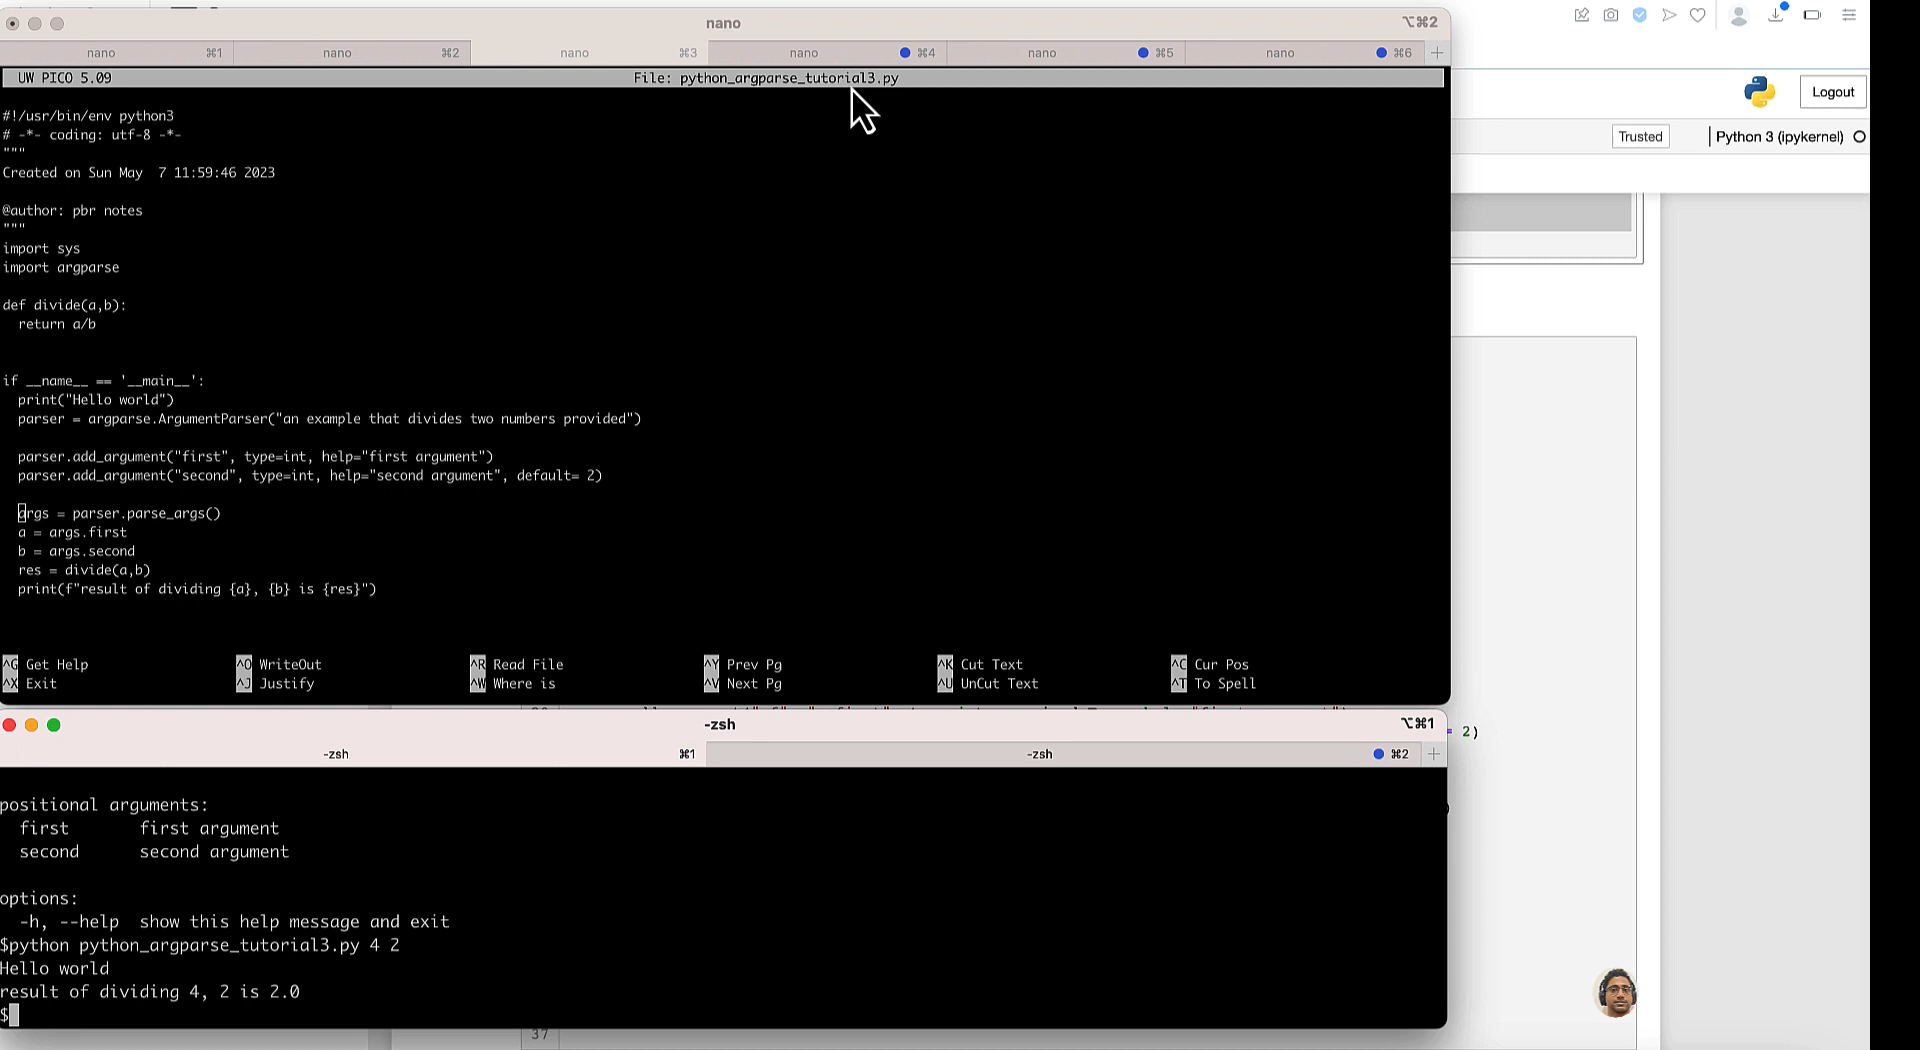 nano
⌥⌘2
nano ⌘1 nano ⌘2 nano ⌘3 nano ⌘4 nano ⌘5 nano ⌘6 +
UW PICO 5.09 File: python_argparse_tutorial3.py
#!/usr/bin/env python3
# -*- coding: utf-8 -*-
"""
Created on Sun May  7 11:59:46 2023
@author: pbr notes
"""
import sys
import argparse
def divide(a,b):
  return a/b
if __name__ == '__main__':
  print("Hello world")
  parser = argparse.ArgumentParser("an example that divides two numbers provided")
  parser.add_argument("first", type=int, help="first argument")
  parser.add_argument("second", type=int, help="second argument", default= 2)
  args = parser.parse_args()
  a = args.first
  b = args.second
  res = divide(a,b)
  print(f"result of dividing {a}, {b} is {res}")
^G Get Help ^O WriteOut ^R Read File ^Y Prev Pg ^K Cut Text ^C Cur Pos
^X Exit ^J Justify ^W Where is ^V Next Pg ^U UnCut Text ^T To Spell
Logout
Trusted
Python 3 (ipykernel)
-zsh
⌥⌘1
-zsh ⌘1 -zsh ⌘2 +
positional arguments:
  first       first argument
  second      second argument
options:
  -h, --help  show this help message and exit
$python python_argparse_tutorial3.py 4 2
Hello world
result of dividing 4, 2 is 2.0
$
= 2)
)
37